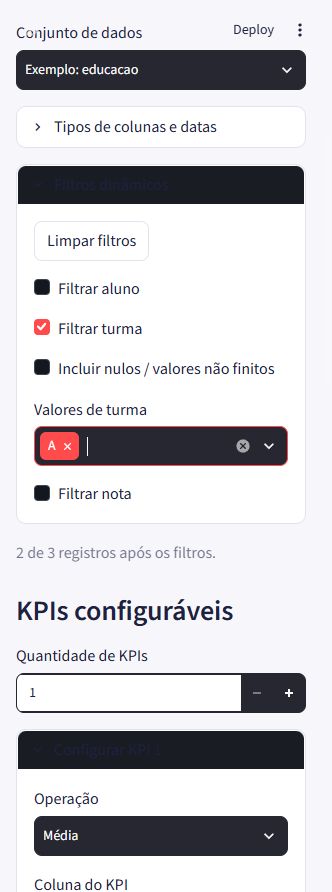 Deploy
Conjunto de dados
Exemplo: educacao
Tipos de colunas e datas
Filtros dinâmicos
Limpar filtros
Filtrar aluno
Filtrar turma
Incluir nulos / valores não finitos
Valores de turma
A
Filtrar nota
2 de 3 registros após os filtros.
KPIs configuráveis
Quantidade de KPIs
1
Configurar KPI 1
Operação
Média
Coluna do KPI